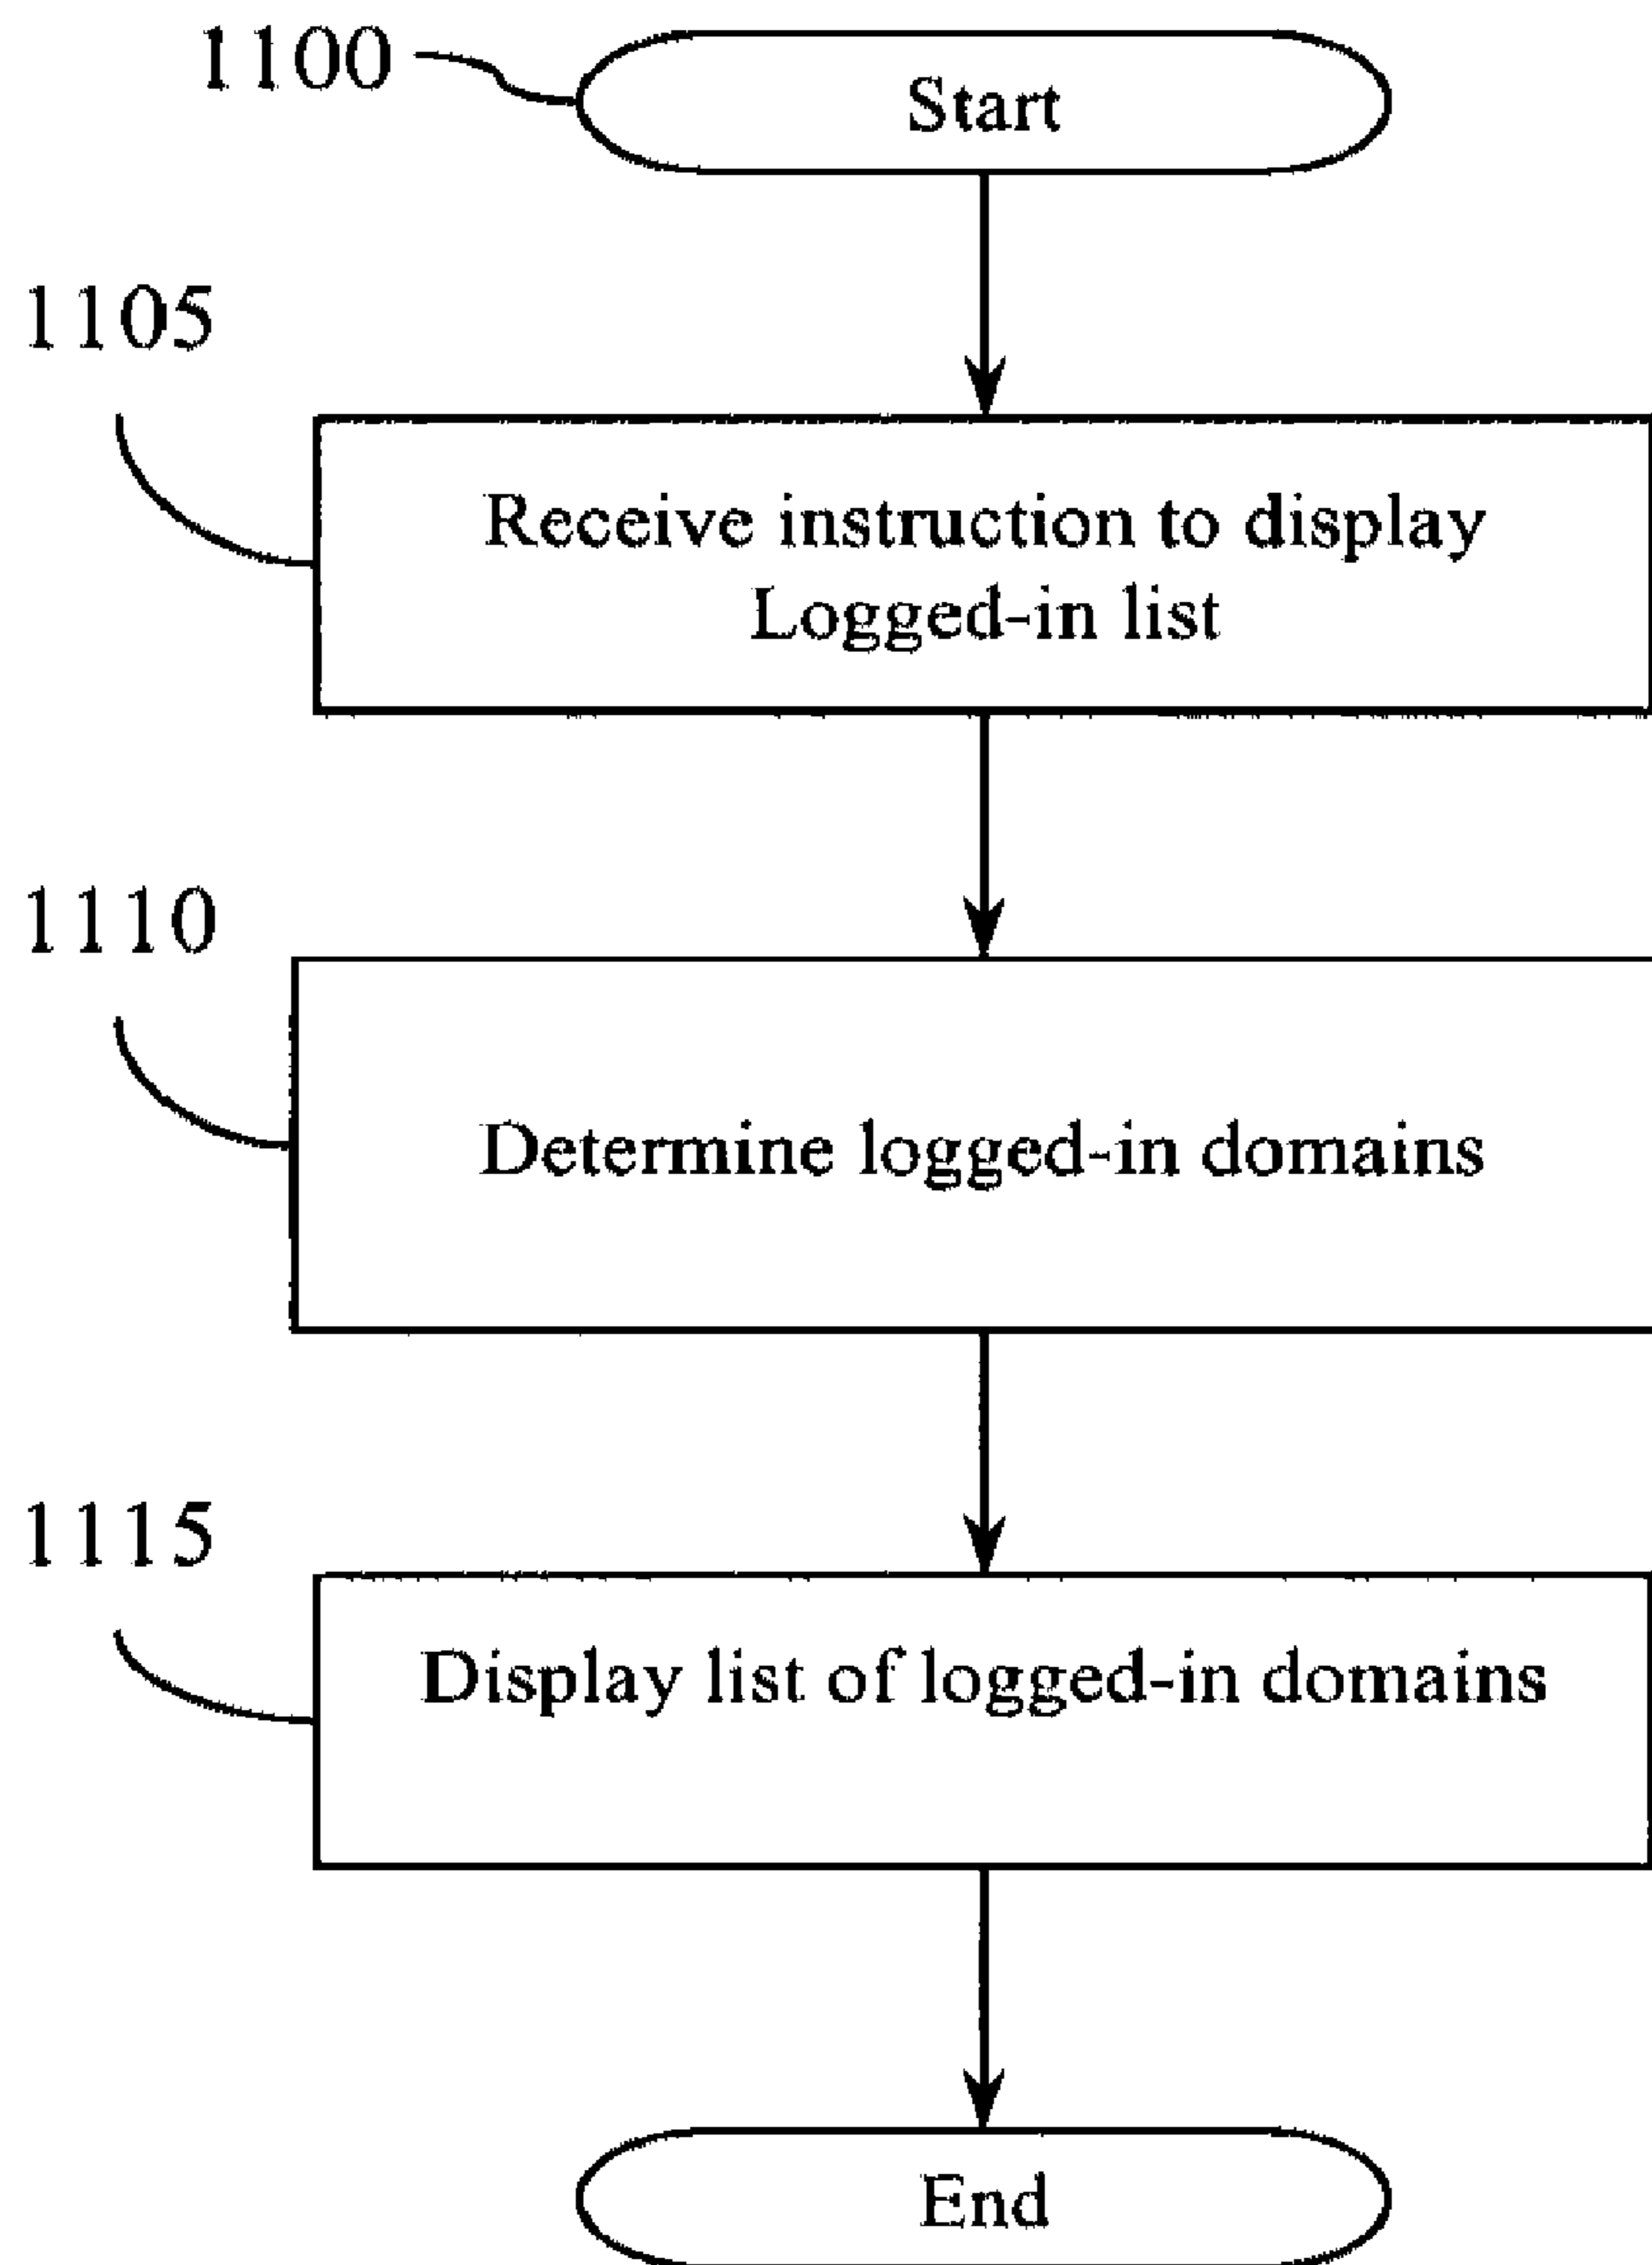 1100
Start
1105
Receive instruction to display
Logged-in list
1110
Determine logged-in domains
1115
Display list of logged-in domains
End